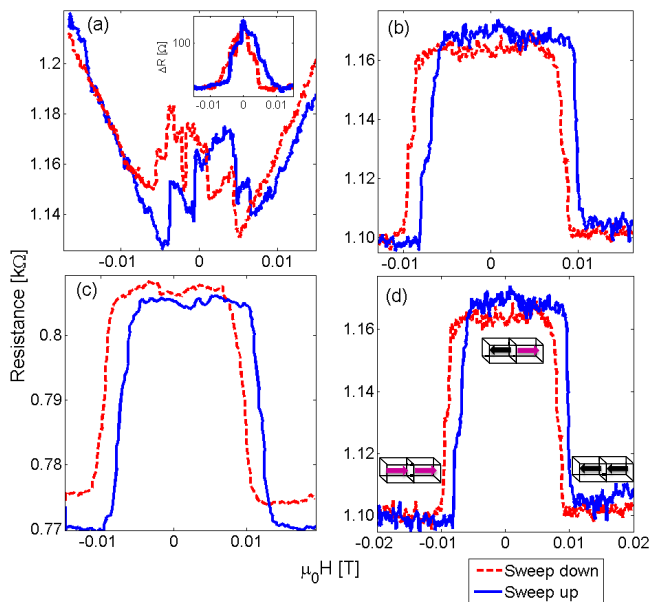 (a)
ΔR [Ω]
100
-0.01 0 0.01
1.2
1.18
1.16
1.14
-0.01 0 0.01
(b)
1.16
1.14
1.12
1.10
-0.01 0 0.01
Resistance [kΩ]
(c)
0.8
0.79
0.78
0.77
-0.01 0 0.01
(d)
1.16
1.14
1.12
1.10
-0.02 -0.01 0 0.01 0.02
μ₀H [T]
Sweep down
Sweep up